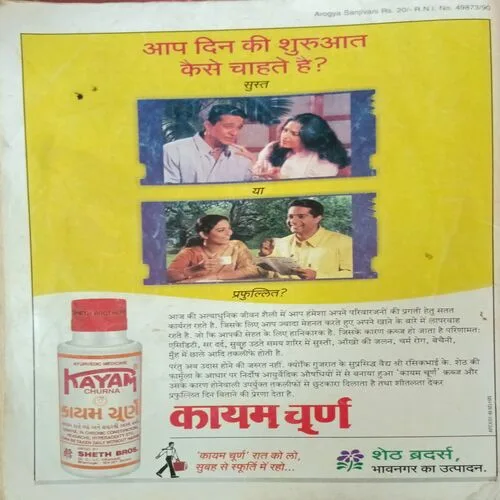 Arogya Sanjivani Rs. 20/- R.N.I. No. 49873/90
आप दिन की शुरुआत
कैसे चाहते है?
सुस्त
या
प्रफुल्लित?
आज की अत्याधुनिक जीवन शैली में आप हंमेशा अपने परिवारजनों की प्रगती हेतु सतत
कार्यरत रहते है. जिसके लिए आप ज्यादा मेहनत करते हुए अपने खाने के बारे में लापरवाह
रहते है. जो कि आपकी सेहत के लिए हानिकारक है. जिसके कारण कब्ज हो जाता है परिणामतः
एसिडीटी, सर दर्द, सुबह उठते समय शरीर में सुस्ती, आँखो की जलन, चर्म रोग, बेचैनी,
मुँह में छाले आदि तकलीफे होती है.
परंतु अब उदास होने की जरुर नहीं. क्योंकि गुजरात के सुप्रसिद्ध वैद्य श्री रसिकभाई के. शेठ की
फार्मुला के आधार पर निर्दोष आयुर्वेदिक औषधियों में से बनाया हुआ 'कायम चूर्ण' कब्ज और
उसके कारण होनेवाली उपर्युक्त तकलीफों से छुटकारा दिलाता है तथा शीतलता देकर
प्रफुल्लित दिन बिताने की प्रेरणा देता है.
AYURVEDIC MEDICINE
KAYAM
CHURNA
કાયમ ચૂર્ણ
SHETH BROS.
कायम चूर्ण
'कायम चूर्ण' रात को लो,
सुबह से स्फूर्ति में रहो...
शेठ ब्रदर्स,
भावनगर का उत्पादन.